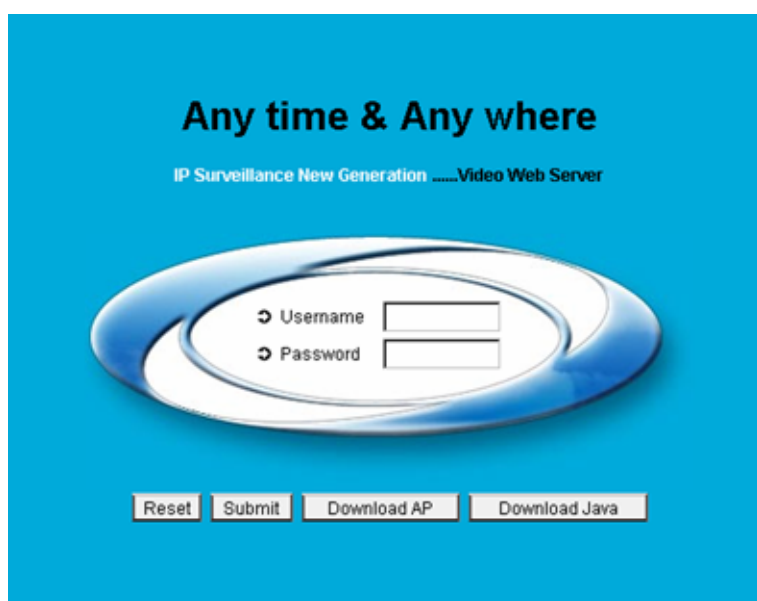 Any time & Any where
IP Surveillance New Generation ......Video Web Server
Username
Password
Reset Submit Download AP Download Java